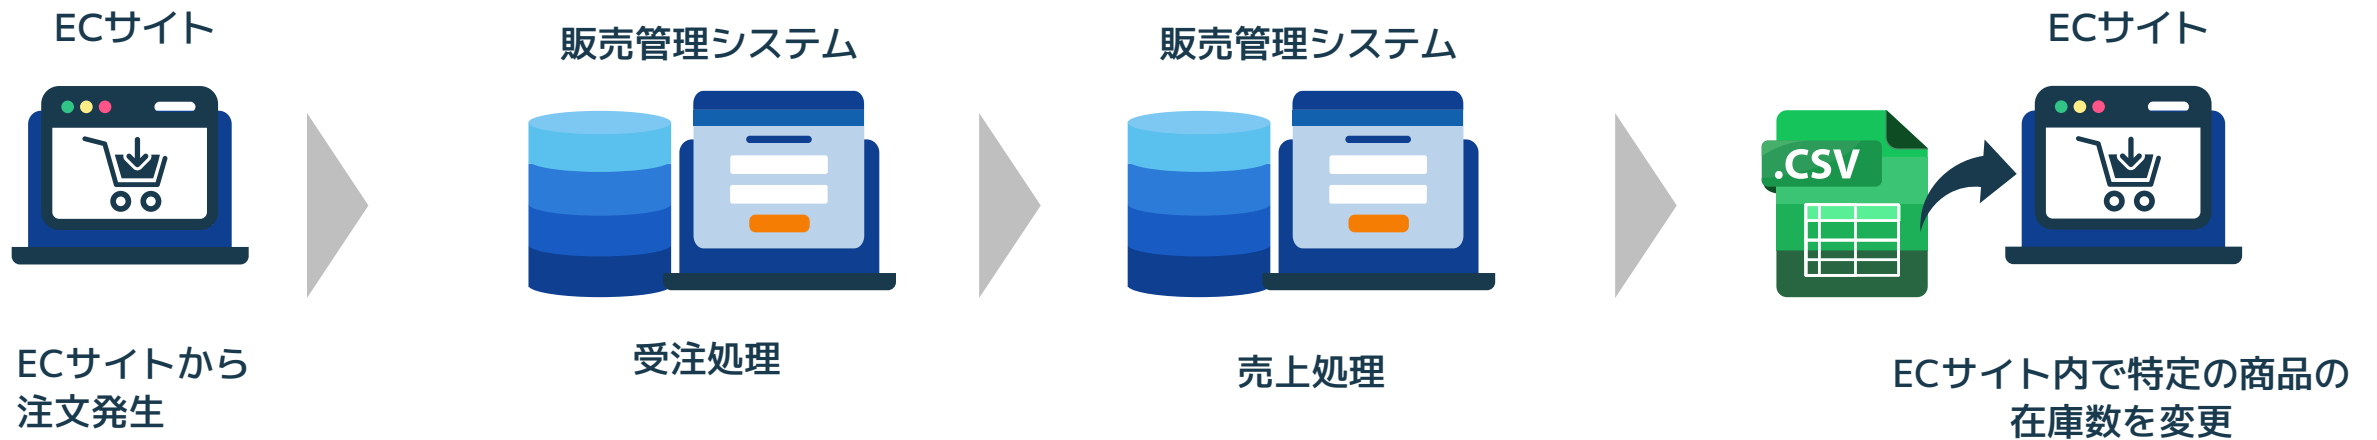 ECサイト
販売管理システム
販売管理システム
ECサイト
.CSV
ECサイトから
注文発生
受注処理
売上処理
ECサイト内で特定の商品の
在庫数を変更